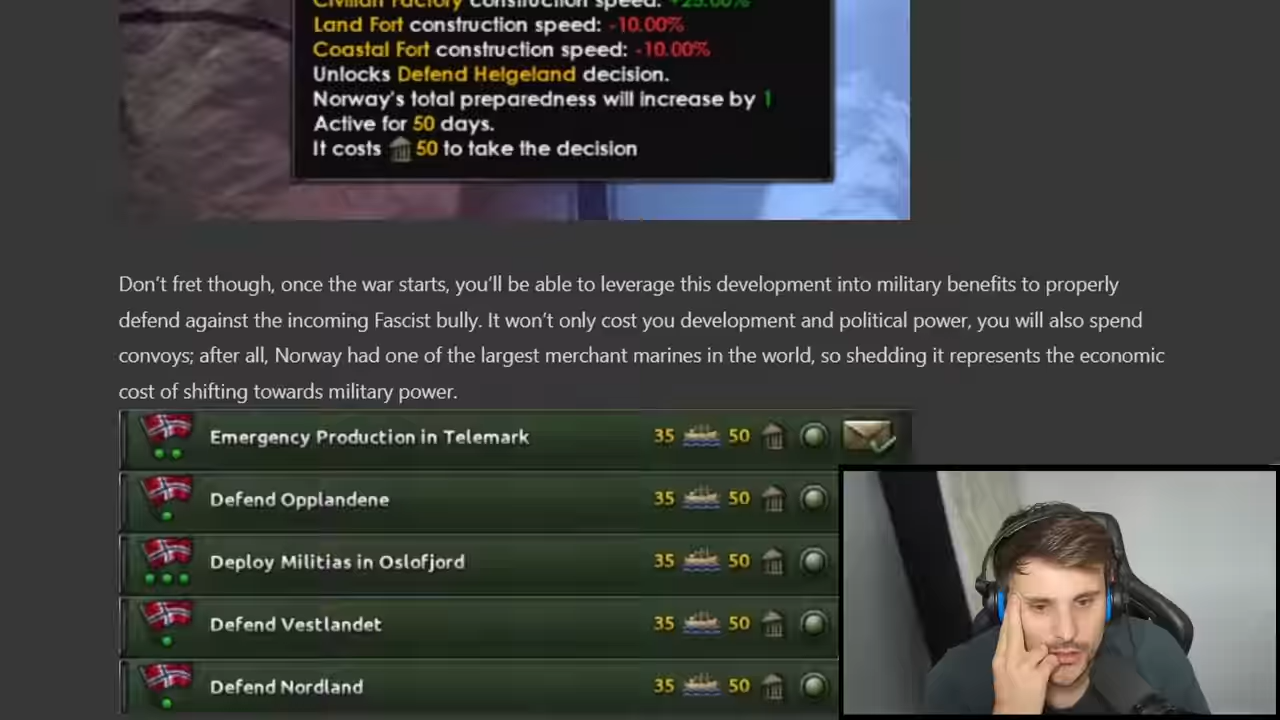 Civilian Factory construction speed: +25.00%
Land Fort construction speed: -10.00%
Coastal Fort construction speed: -10.00%
Unlocks Defend Helgeland decision.
Norway's total preparedness will increase by 1
Active for 50 days.
It costs 50 to take the decision
Don't fret though, once the war starts, you'll be able to leverage this development into military benefits to properly
defend against the incoming Fascist bully. It won't only cost you development and political power, you will also spend
convoys; after all, Norway had one of the largest merchant marines in the world, so shedding it represents the economic
cost of shifting towards military power.
Emergency Production in Telemark 35 50
Defend Opplandene 35 50
Deploy Militias in Oslofjord 35 50
Defend Vestlandet 35 50
Defend Nordland 35 50